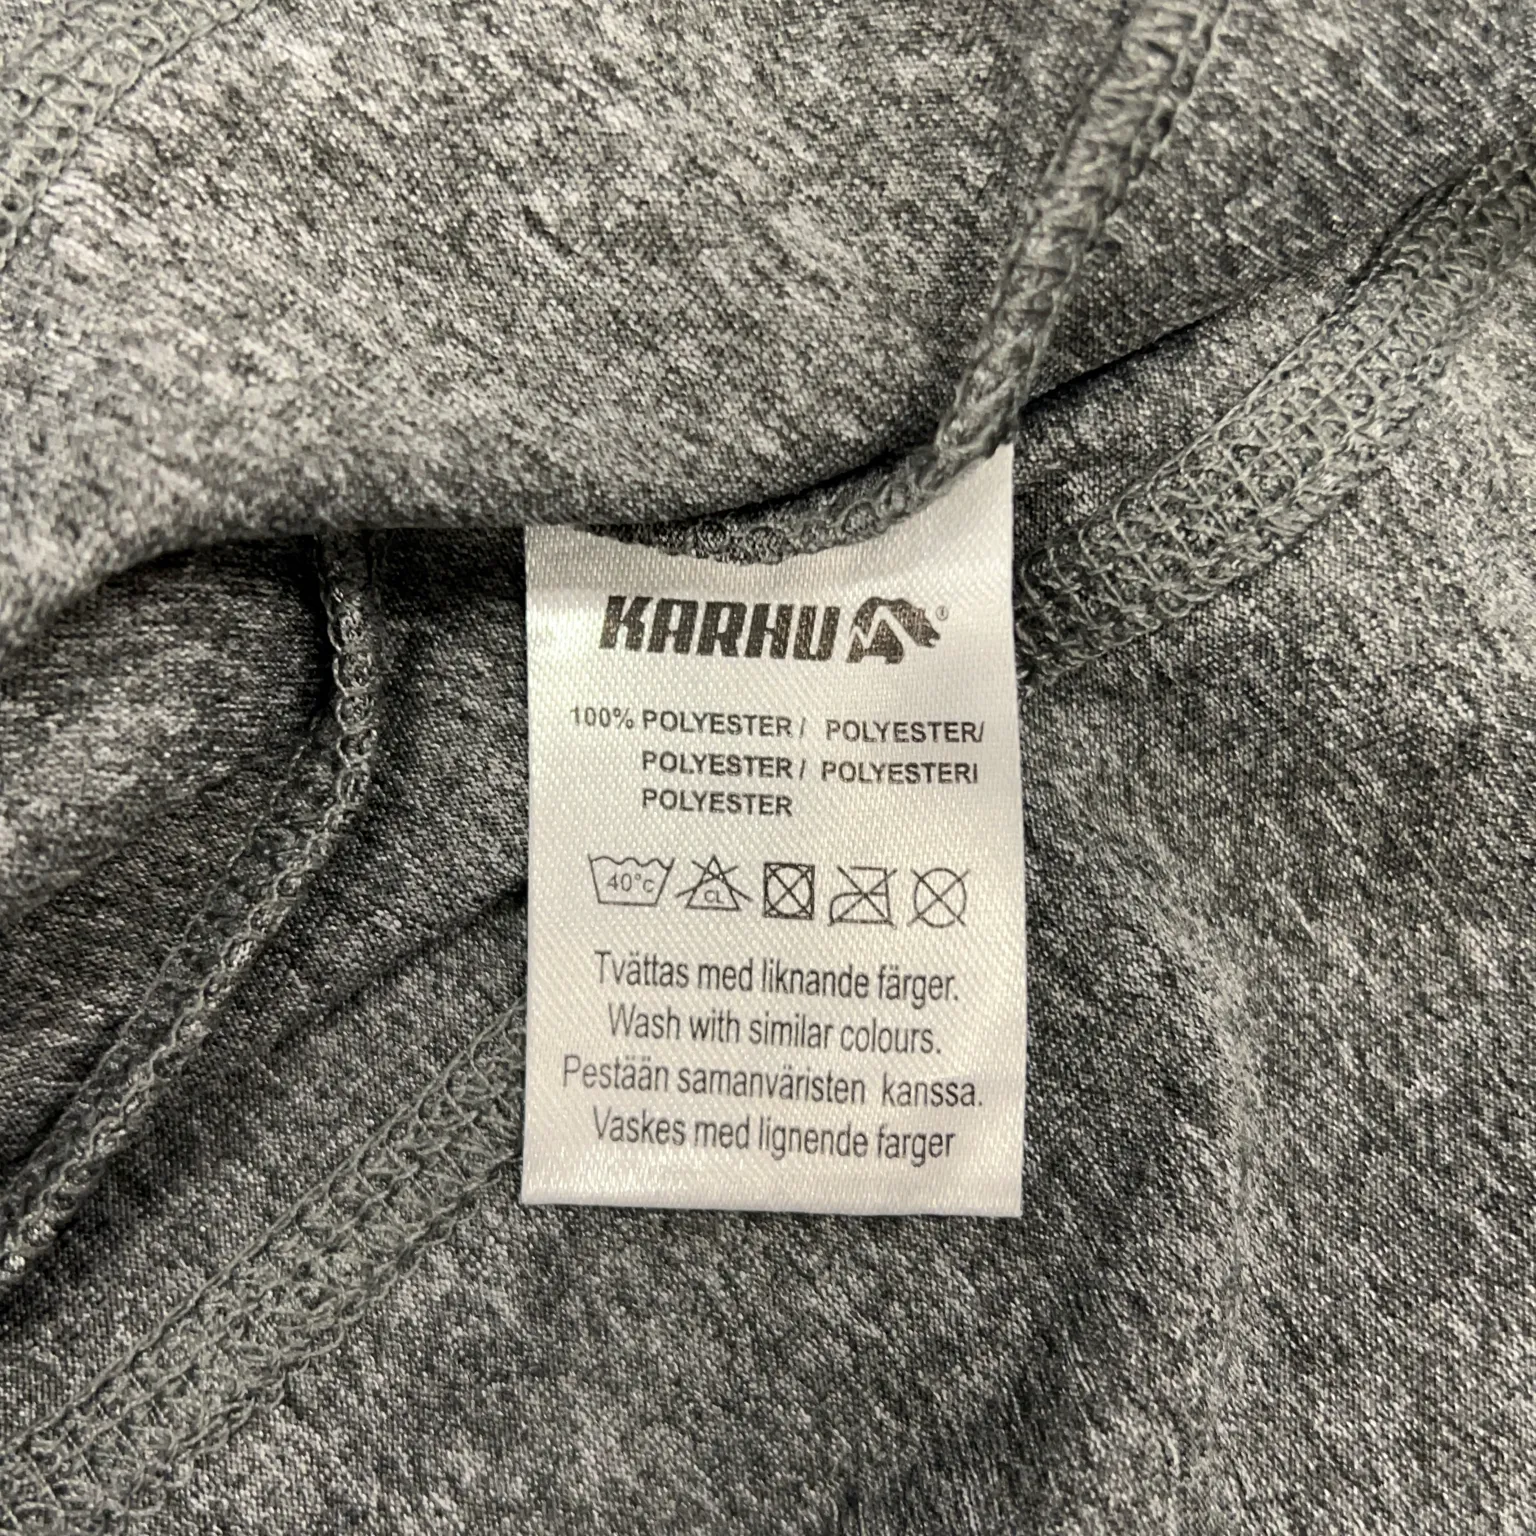 KARHU®
100% POLYESTER / POLYESTER/
POLYESTER / POLYESTERI
POLYESTER
40°C CL
Tvättas med liknande färger.
Wash with similar colours.
Pestään samanväristen kanssa.
Vaskes med lignende farger